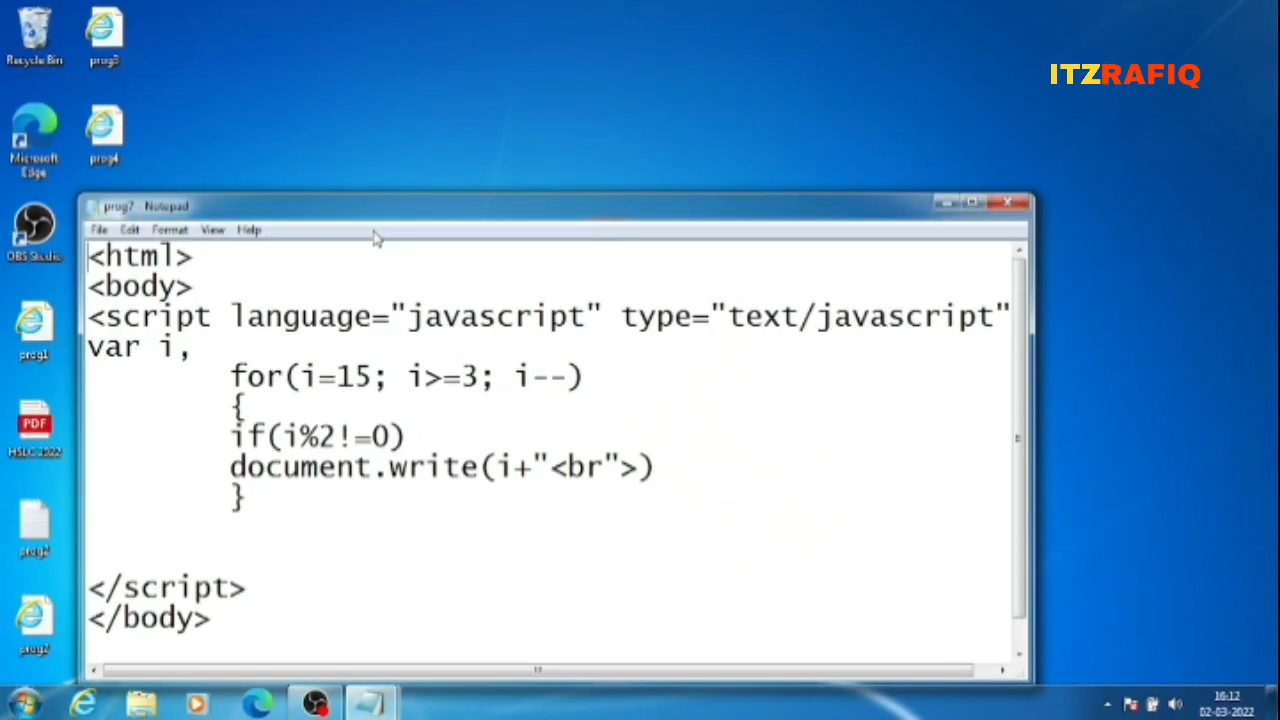 ITZRAFIQ
Recycle Bin
prog3
Microsoft Edge
prog4
OBS Studio
prog1
PDF
HSLC 2022
prog2
prog2
prog7 Notepad
File Edit Format View Help
<html>
<body>
<script language="javascript" type="text/javascript"
var i,
for(i=15; i>=3; i--)
{
if(i%2!=0)
document.write(i+"<br">)
}
</script>
</body>
16:12
02-03-2022